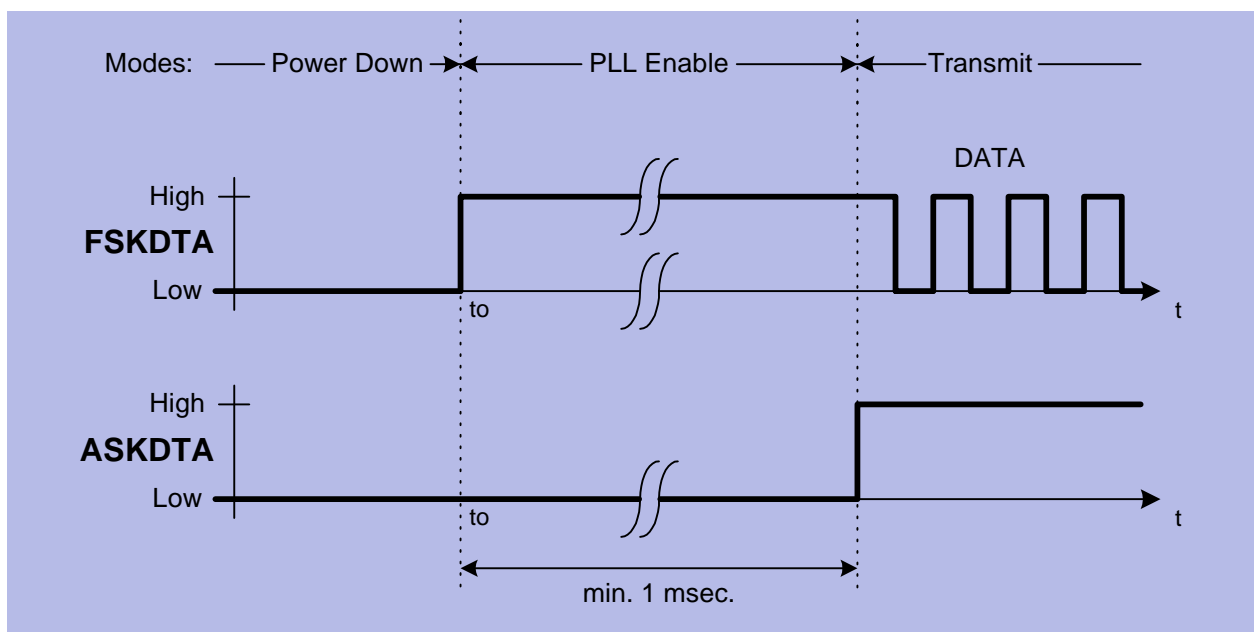 Modes: Power Down PLL Enable Transmit
DATA
High
FSKDTA
Low
to
t
High
ASKDTA
Low
to
t
min. 1 msec.